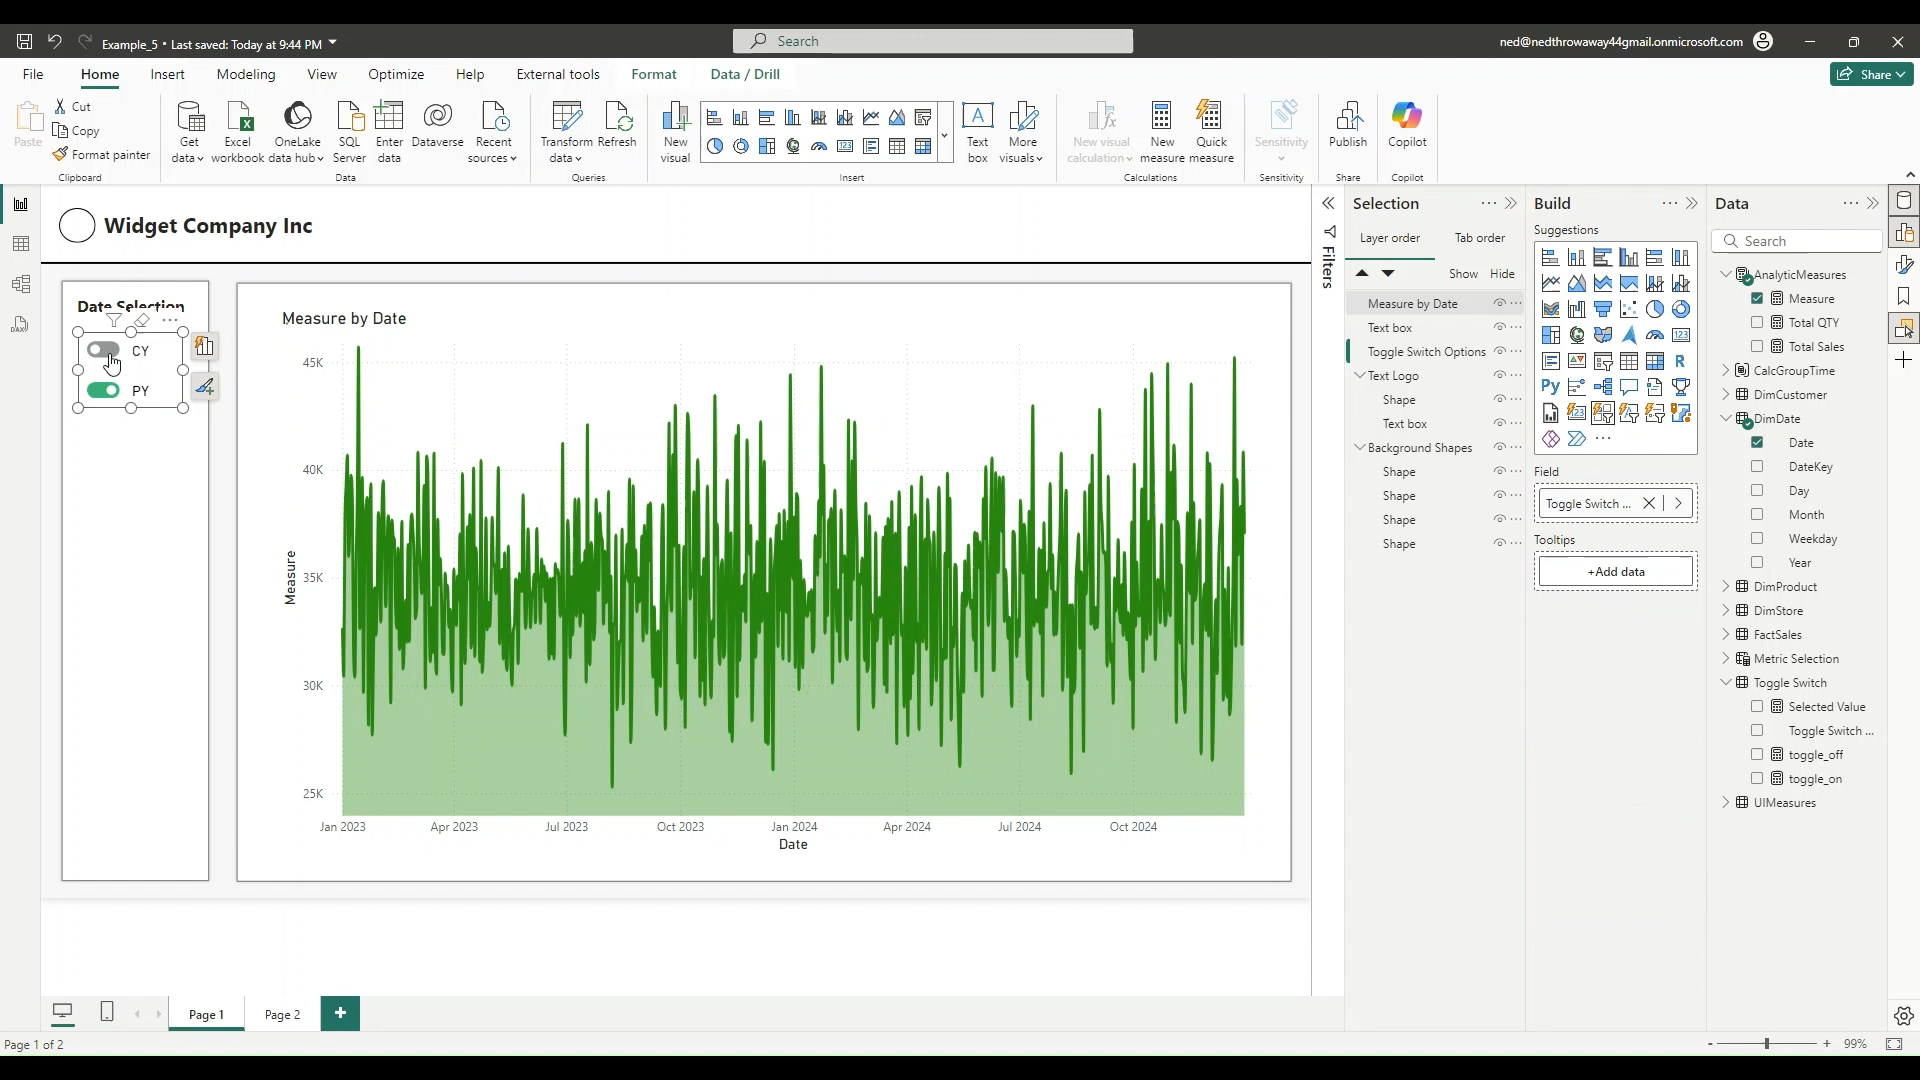 Example_5 • Last saved: Today at 9:44 PM
Search
ned@nedthrowaway44gmail.onmicrosoft.com
File
Home
Insert
Modeling
View
Optimize
Help
External tools
Format
Data / Drill
Share
Paste
Cut
Copy
Format painter
Clipboard
Get data
Excel workbook
OneLake data hub
SQL Server
Enter data
Dataverse
Recent sources
Data
Transform data
Refresh
Queries
New visual
Text box
More visuals
Insert
New visual calculation
New measure
Quick measure
Calculations
Sensitivity
Sensitivity
Publish
Share
Copilot
Copilot
Widget Company Inc
Date Selection
CY
PY
Measure by Date
45K
40K
35K
30K
25K
Measure
Jan 2023
Apr 2023
Jul 2023
Oct 2023
Jan 2024
Apr 2024
Jul 2024
Oct 2024
Date
Filters
Selection
Layer order
Tab order
Show
Hide
Measure by Date
Text box
Toggle Switch Options
Text Logo
Shape
Text box
Background Shapes
Shape
Shape
Shape
Shape
Build
Suggestions
R
Py
123
Field
Toggle Switch ...
Tooltips
+Add data
Data
Search
AnalyticMeasures
Measure
Total QTY
Total Sales
CalcGroupTime
DimCustomer
DimDate
Date
DateKey
Day
Month
Weekday
Year
DimProduct
DimStore
FactSales
Metric Selection
Toggle Switch
Selected Value
Toggle Switch ...
toggle_off
toggle_on
UIMeasures
Page 1
Page 2
Page 1 of 2
99%